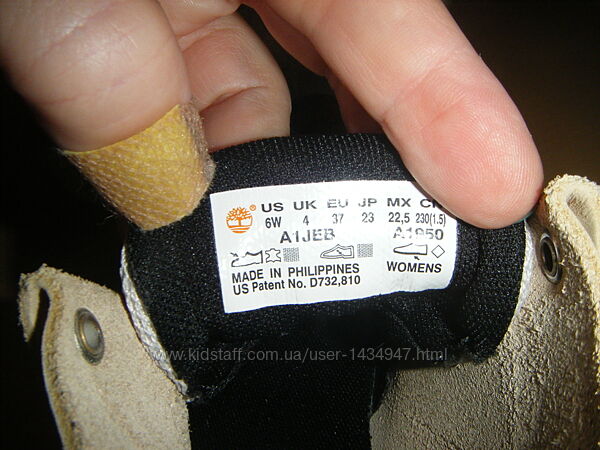 US UK EU JP MX
6W 4 37 23 22,5 230(1.5)
A1JEB A1950
MADE IN PHILIPPINES WOMENS
US Patent No. D732,810
www.kidstaff.com.ua/user-1434947.html